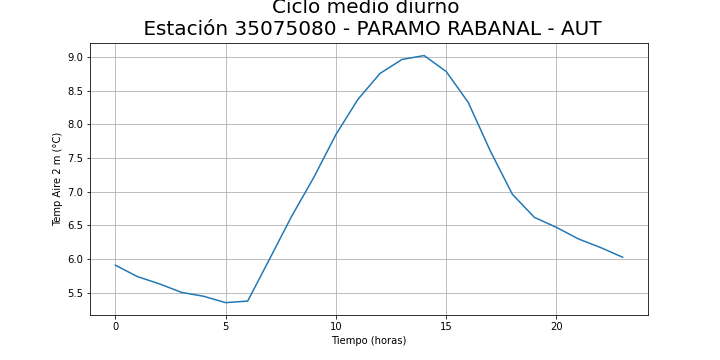 Ciclo medio diurno
Estación 35075080 - PARAMO RABANAL - AUT
9.0
8.5
8.0
7.5
7.0
6.5
6.0
5.5
Temp Aire 2 m (°C)
0 5 10 15 20
Tiempo (horas)